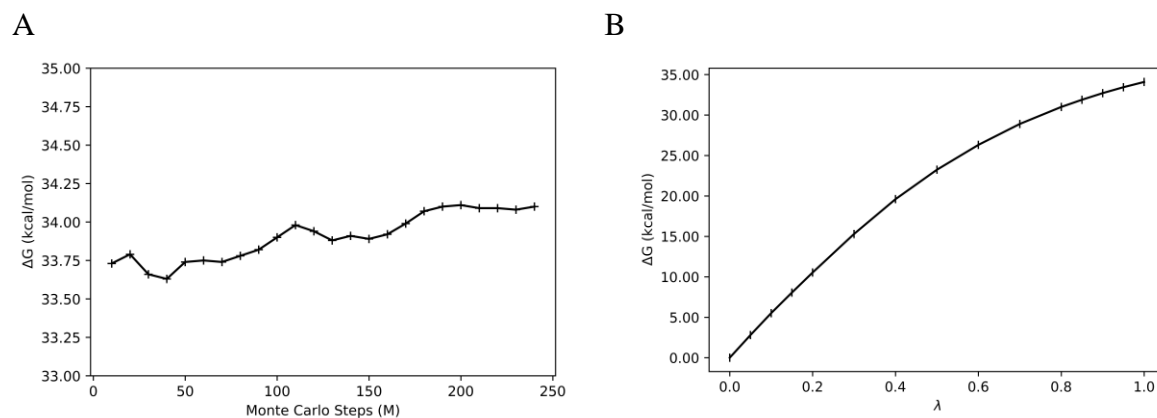 A
35.00
34.75
34.50
34.25
34.00
33.75
33.50
33.25
33.00
0 50 100 150 200 250
Monte Carlo Steps (M)
ΔG (kcal/mol)
B
35.00
30.00
25.00
20.00
15.00
10.00
5.00
0.00
0.0 0.2 0.4 0.6 0.8 1.0
λ
ΔG (kcal/mol)